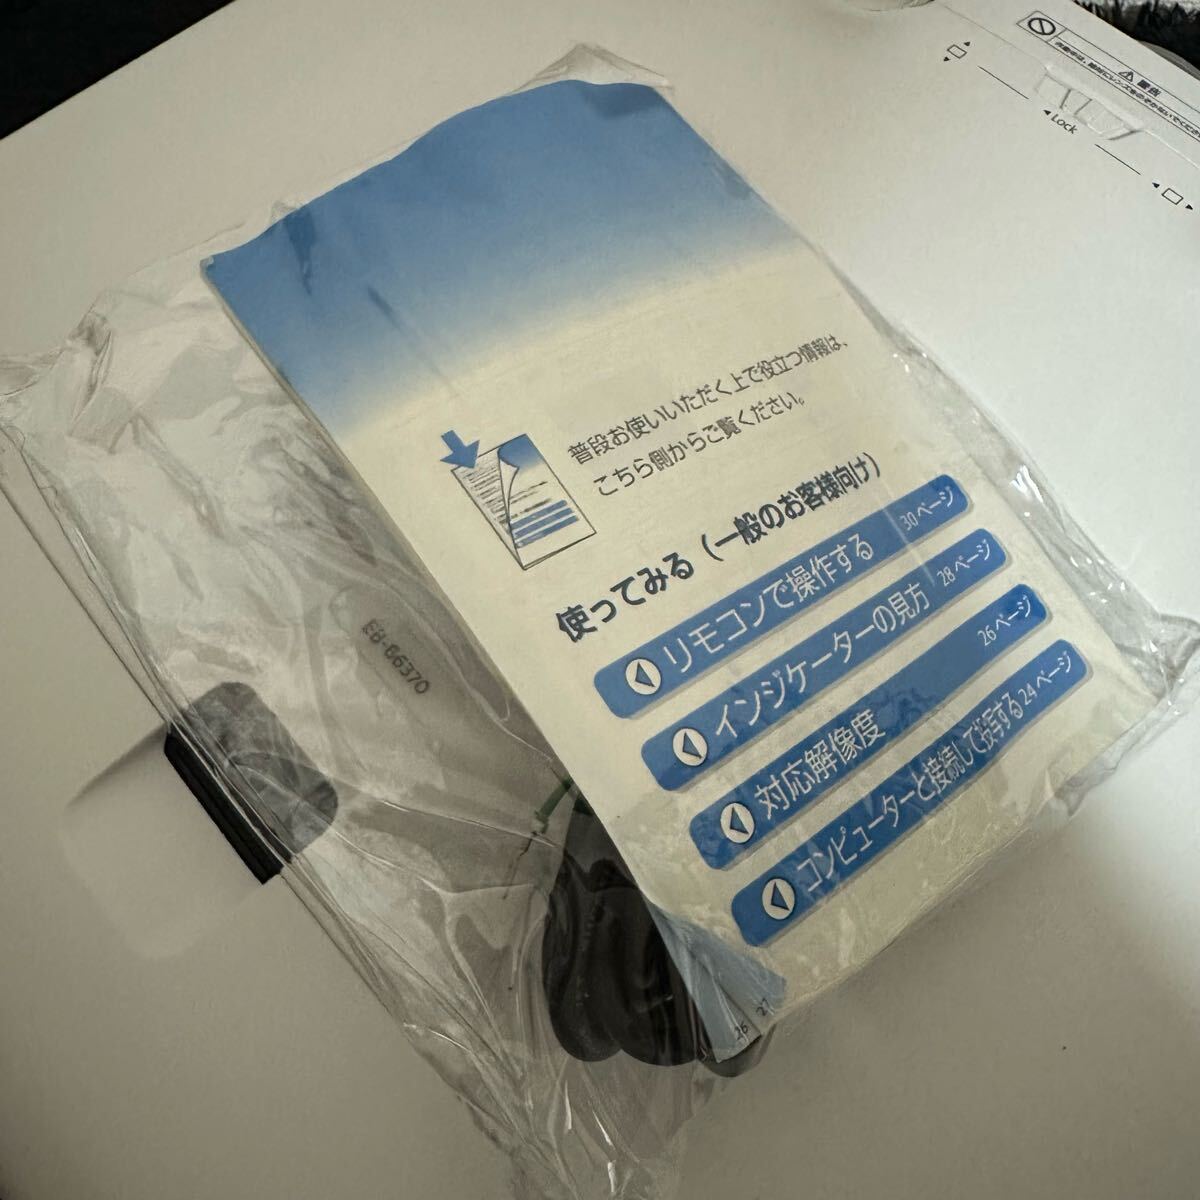 警告
Lock
普段お使いいただく上で役立つ情報は、
こちら側からご覧ください。
使ってみる（一般のお客様向け）
リモコンで操作する 30ページ
インジケーターの見方 28ページ
対応解像度 26ページ
コンピューターと接続して投写する 24ページ
EB-G6370
26 27